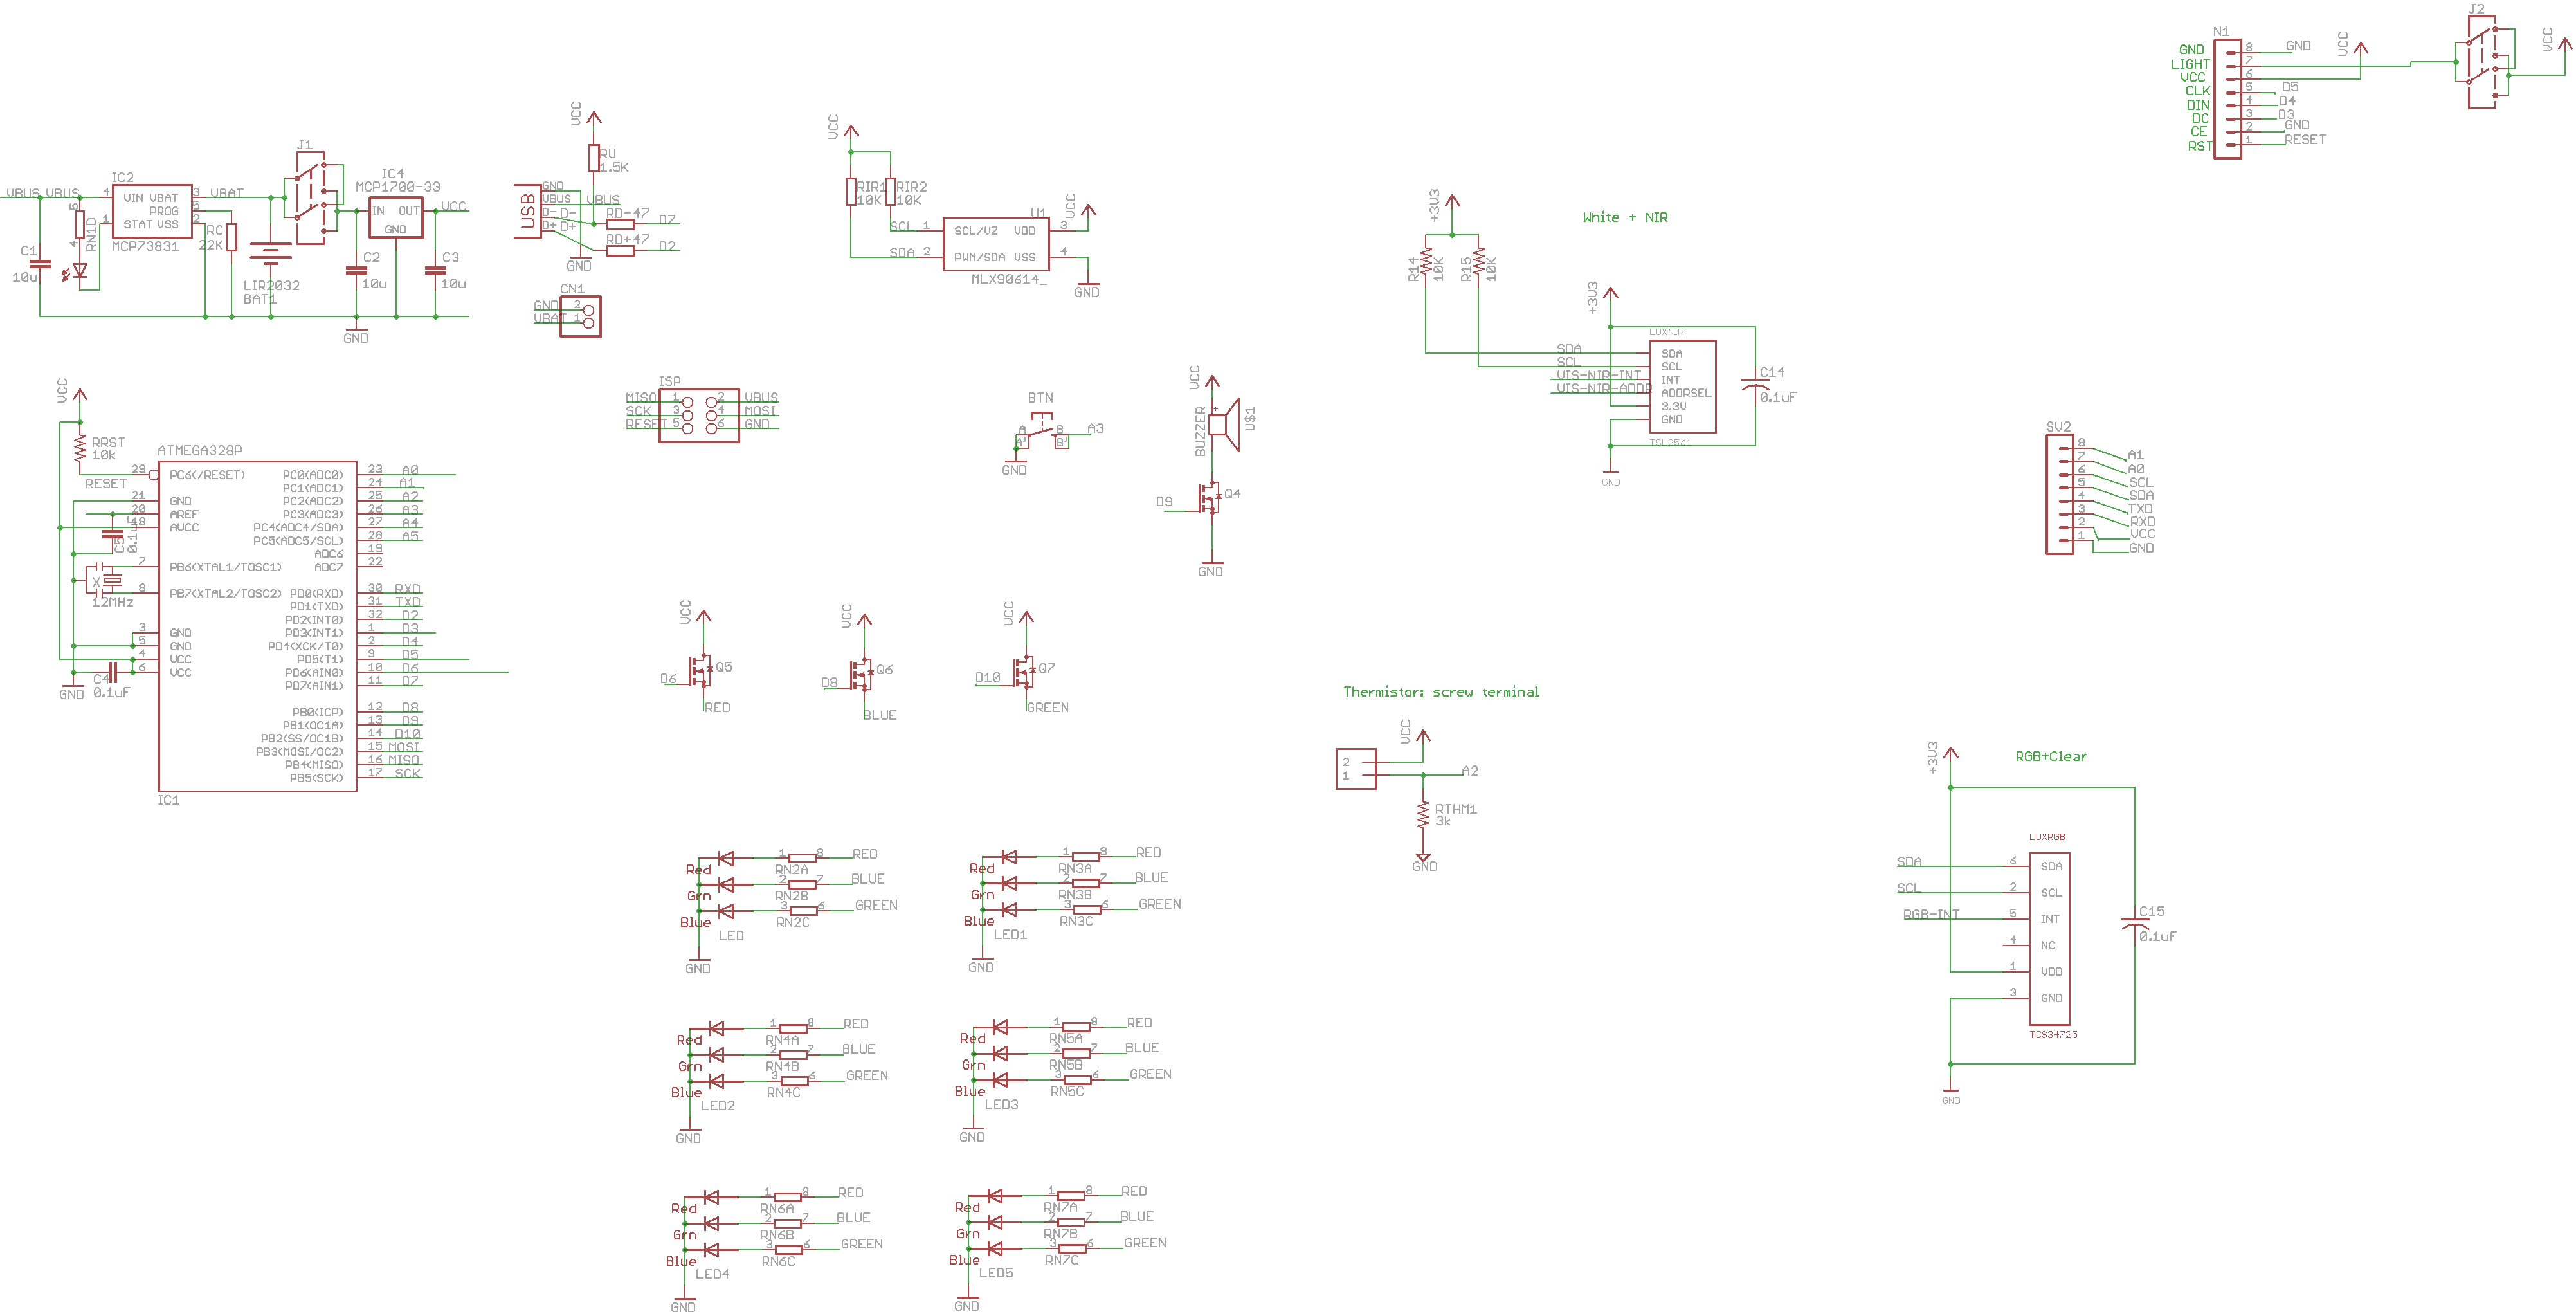 J1
IC2
VBUS VBUS
4
VIN VBAT
3
VBAT
PROG
5
STAT VSS
2
1
MCP73831
5
RN1D
4
C1
10u
RC
22K
LIR2032
BAT1
IC4
MCP1700-33
IN OUT
GND
VCC
C2
10u
C3
10u
GND
VCC
RU
1.5K
USB
GND
VBUS
D- D-
D+ D+
VBUS
RD-47
D7
RD+47
D2
GND
CN1
GND 2
VBAT 1
VCC
RIR1
10K
RIR2
10K
SCL
1
SDA
2
SCL/VZ VDD
PWM/SDA VSS
U1
3
4
MLX90614_
VCC
GND
White + NIR
+3V3
R14
10K
R15
10K
+3V3
LUXNIR
SDA
SCL
VIS-NIR-INT
VIS-NIR-ADDR
SDA
SCL
INT
ADDRSEL
3.3V
GND
TSL2561
C14
0.1uF
GND
N1
GND
LIGHT
VCC
CLK
DIN
DC
CE
RST
8
7
6
5
4
3
2
1
GND
D5
D4
D3
GND
RESET
VCC
J2
VCC
ISP
MISO 1
2 VBUS
SCK 3
4 MOSI
RESET 5
6 GND
BTN
A
A'
B
B'
A3
GND
VCC
BUZZER
+
U$1
D9
Q4
GND
SV2
8
7
6
5
4
3
2
1
A1
A0
SCL
SDA
TXD
RXD
VCC
GND
VCC
RRST
10k
ATMEGA328P
29
RESET
PC6(/RESET)
21 GND
20 AREF
18 AVCC
C5
0.1uF
7 PB6(XTAL1/TOSC1)
X
8 PB7(XTAL2/TOSC2)
12MHz
3 GND
5 GND
4 VCC
6 VCC
C4
0.1uF
GND
PC0(ADC0) 23 A0
PC1(ADC1) 24 A1
PC2(ADC2) 25 A2
PC3(ADC3) 26 A3
PC4(ADC4/SDA) 27 A4
PC5(ADC5/SCL) 28 A5
ADC6 19
ADC7 22
PD0(RXD) 30 RXD
PD1(TXD) 31 TXD
PD2(INT0) 32 D2
PD3(INT1) 1 D3
PD4(XCK/T0) 2 D4
PD5(T1) 9 D5
PD6(AIN0) 10 D6
PD7(AIN1) 11 D7
PB0(ICP) 12 D8
PB1(OC1A) 13 D9
PB2(SS/OC1B) 14 D10
PB3(MOSI/OC2) 15 MOSI
PB4(MISO) 16 MISO
PB5(SCK) 17 SCK
IC1
VCC
D6
Q5
RED
VCC
D8
Q6
BLUE
VCC
D10
Q7
GREEN
Thermistor: screw terminal
VCC
2
1
A2
RTHM1
3k
GND
RGB+Clear
+3V3
LUXRGB
SDA 6 SDA
SCL 2 SCL
RGB-INT 5 INT
4 NC
1 VDD
3 GND
TCS34725
C15
0.1uF
GND
Red 1 8 RED
RN2A
Grn 2 7 BLUE
RN2B
Blue 3 6 GREEN
RN2C
LED
GND
Red 1 8 RED
RN3A
Grn 2 7 BLUE
RN3B
Blue 3 6 GREEN
RN3C
LED1
GND
Red 1 8 RED
RN4A
Grn 2 7 BLUE
RN4B
Blue 3 6 GREEN
RN4C
LED2
GND
Red 1 8 RED
RN5A
Grn 2 7 BLUE
RN5B
Blue 3 6 GREEN
RN5C
LED3
GND
Red 1 8 RED
RN6A
Grn 2 7 BLUE
RN6B
Blue 3 6 GREEN
RN6C
LED4
GND
Red 1 8 RED
RN7A
Grn 2 7 BLUE
RN7B
Blue 3 6 GREEN
RN7C
LED5
GND